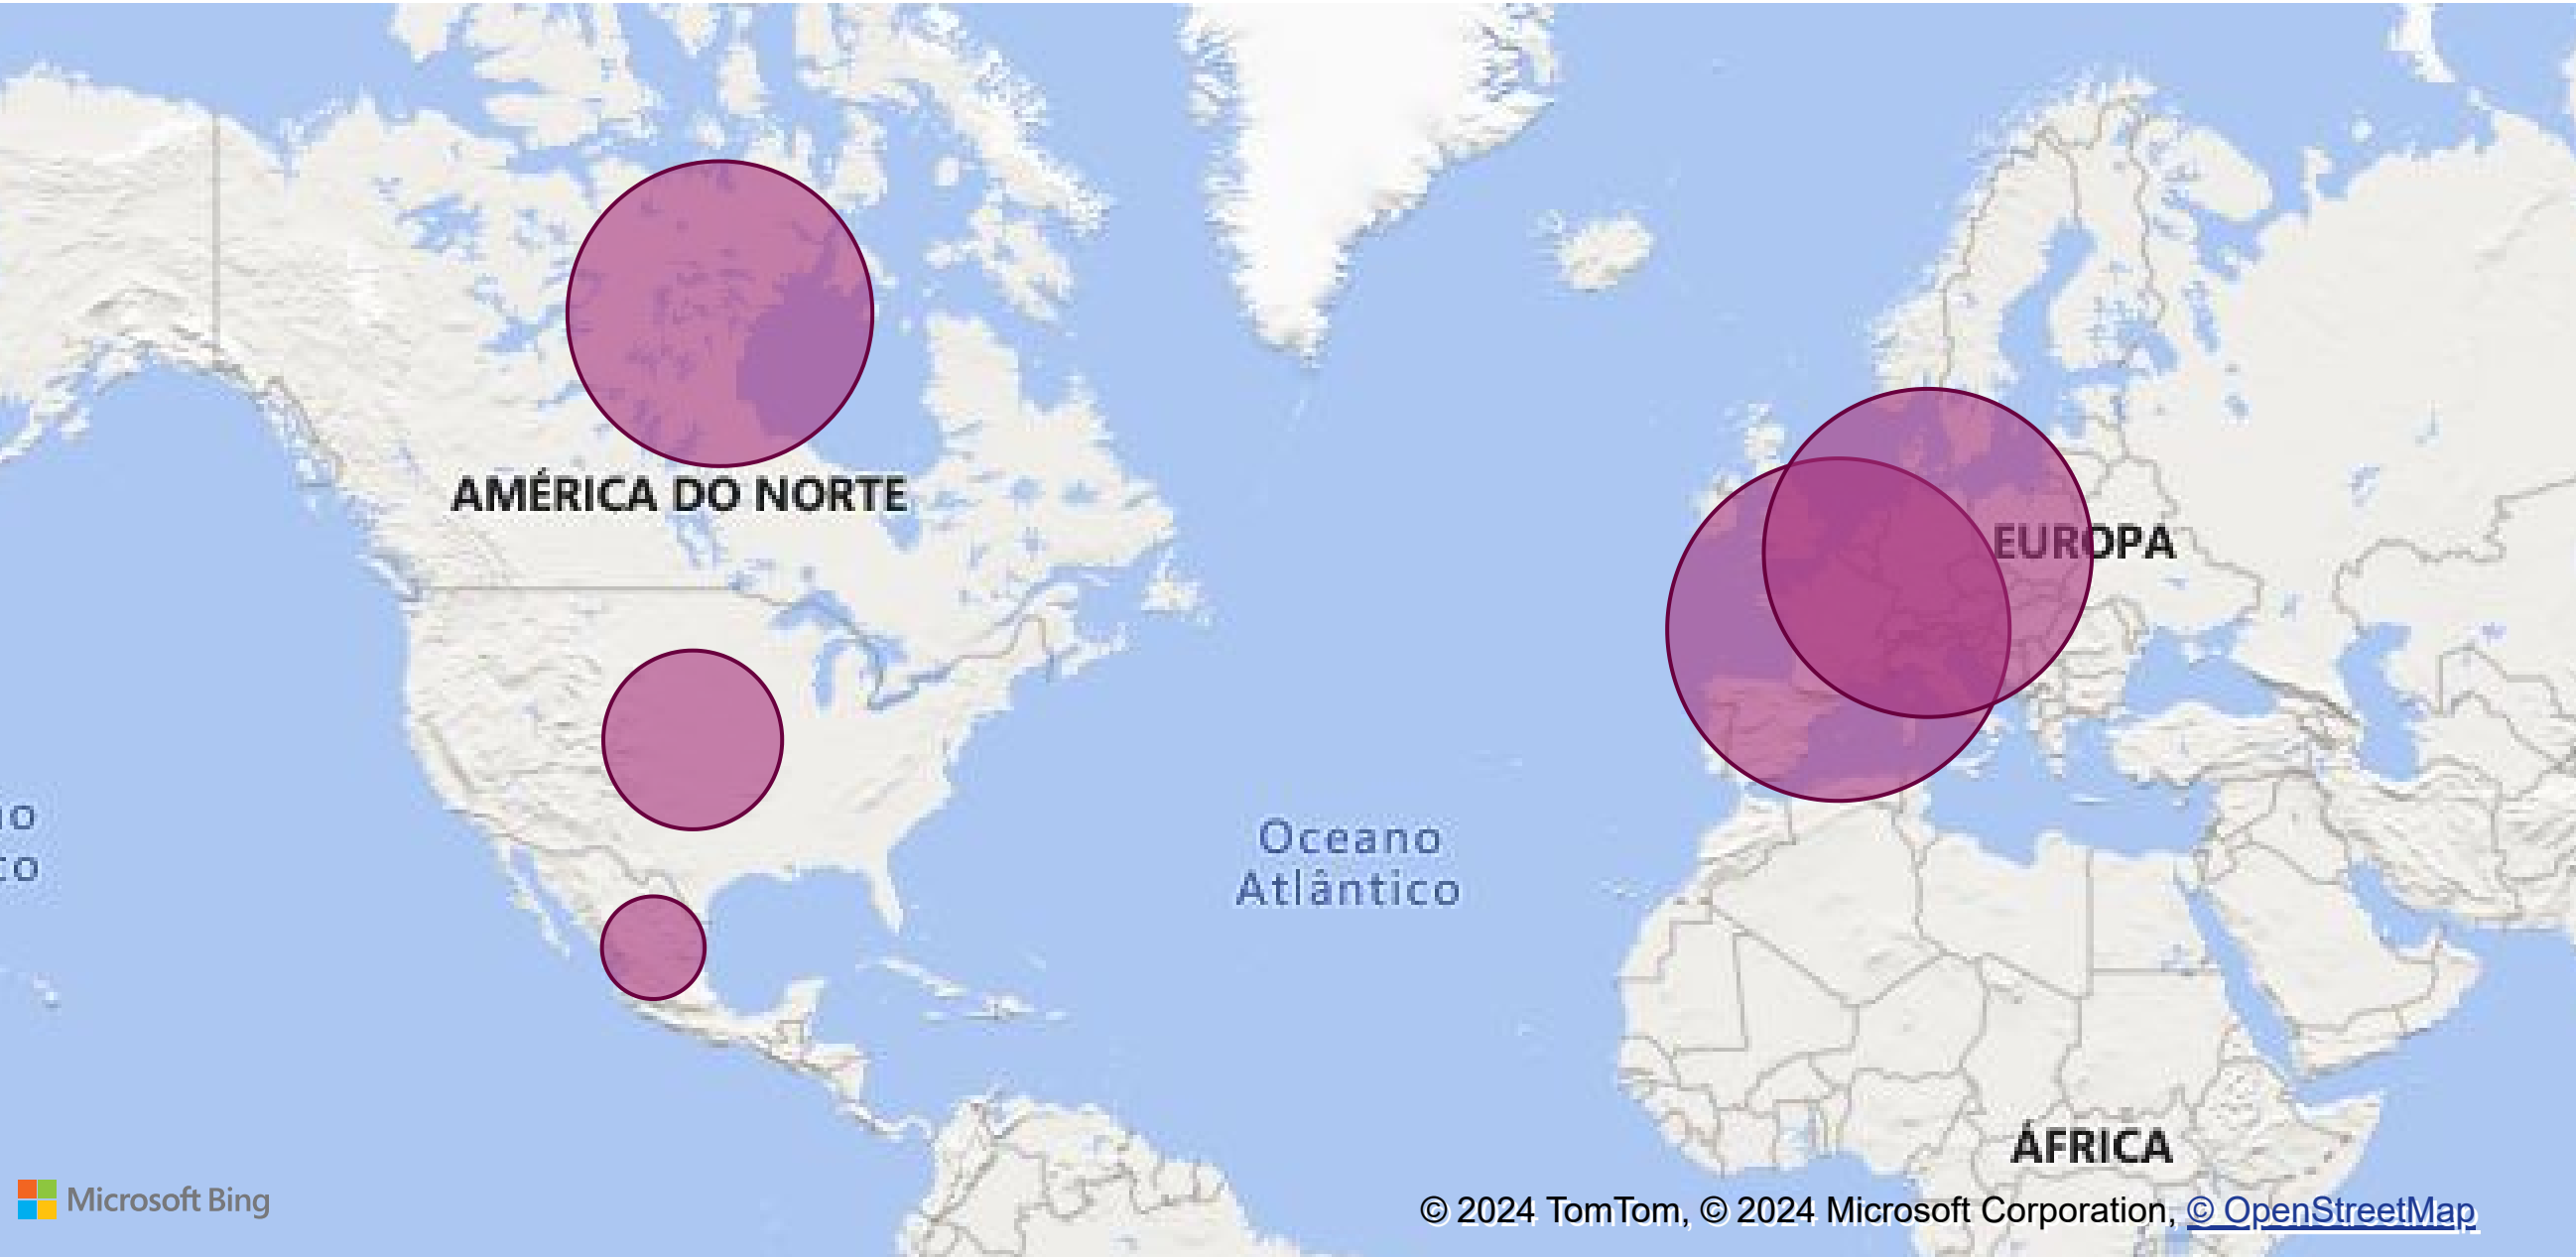 AMÉRICA DO NORTE
EUROPA
Oceano
Atlântico
ÁFRICA
Microsoft Bing
© 2024 TomTom, © 2024 Microsoft Corporation, © OpenStreetMap